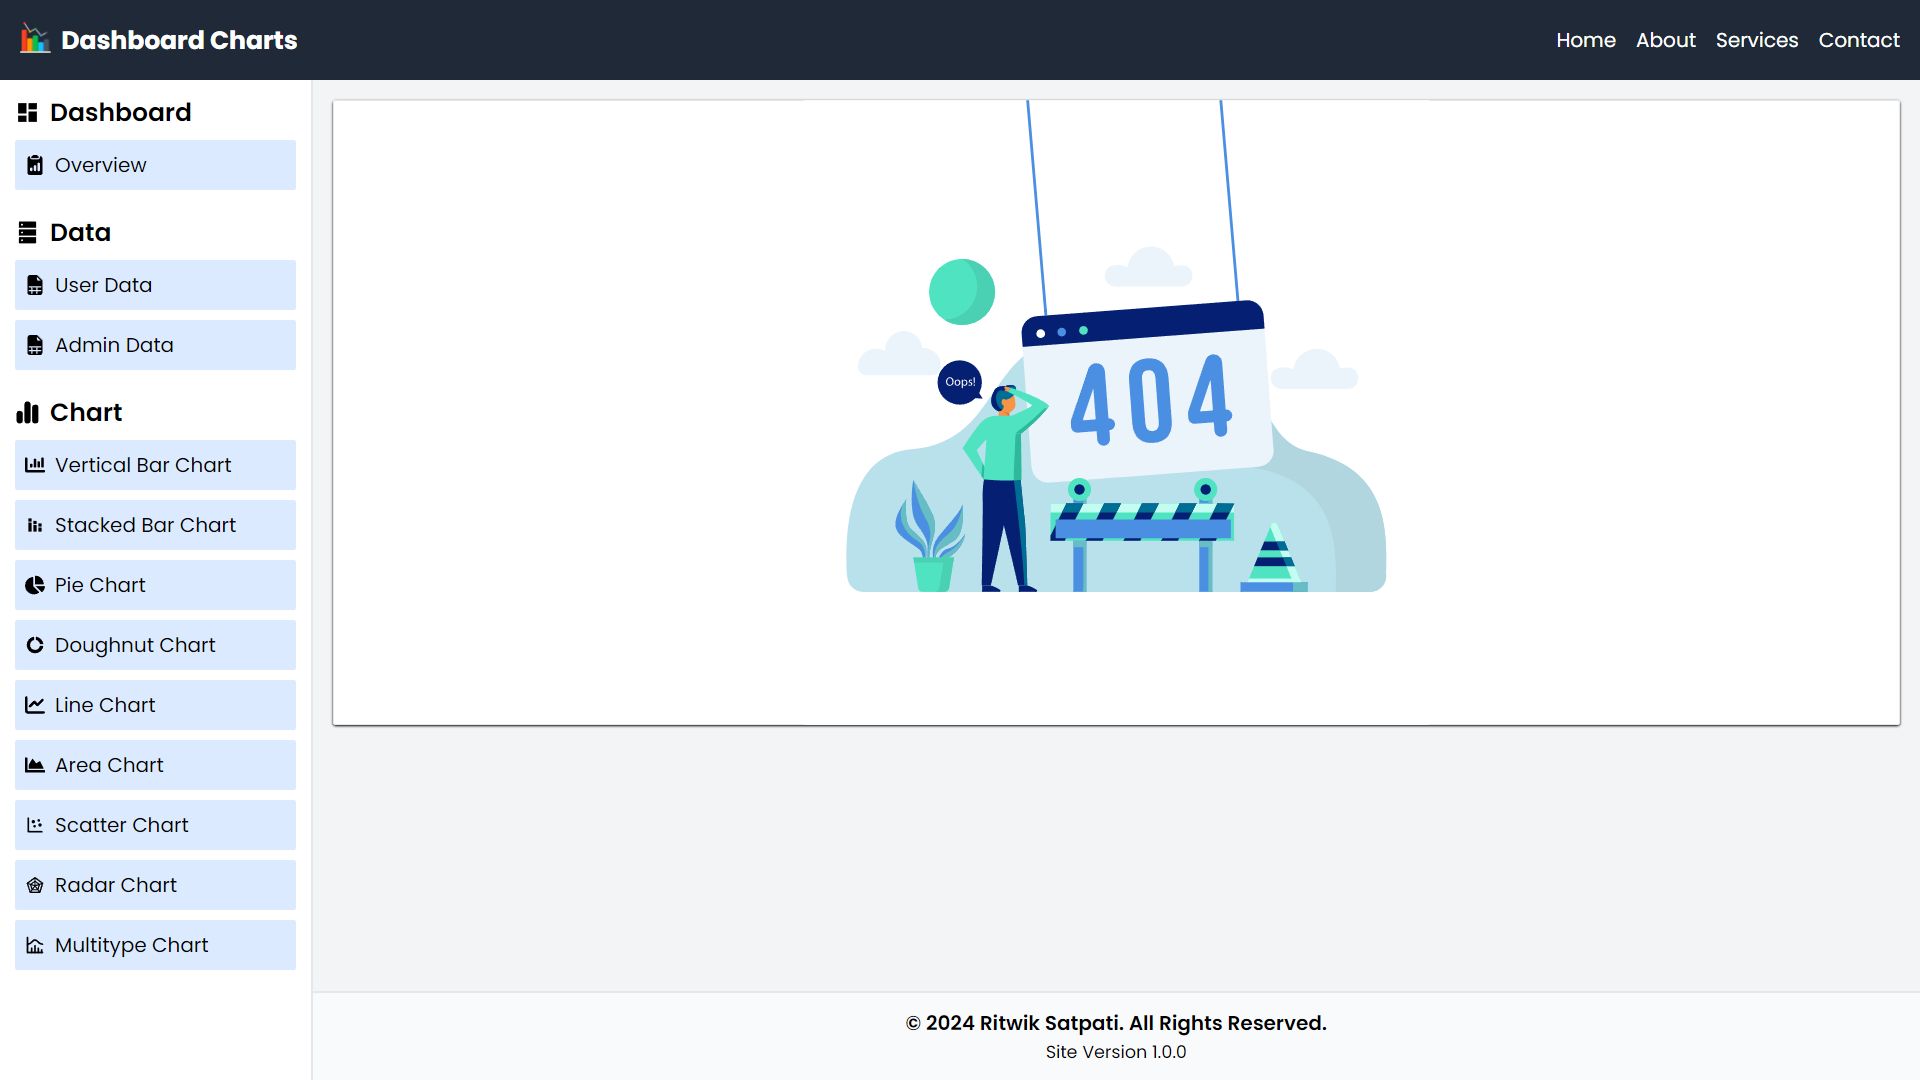 Dashboard Charts
Home About Services Contact
Dashboard
Overview
Data
User Data
Admin Data
Chart
Vertical Bar Chart
Stacked Bar Chart
Pie Chart
Doughnut Chart
Line Chart
Area Chart
Scatter Chart
Radar Chart
Multitype Chart
Oops!
404
© 2024 Ritwik Satpati. All Rights Reserved.
Site Version 1.0.0